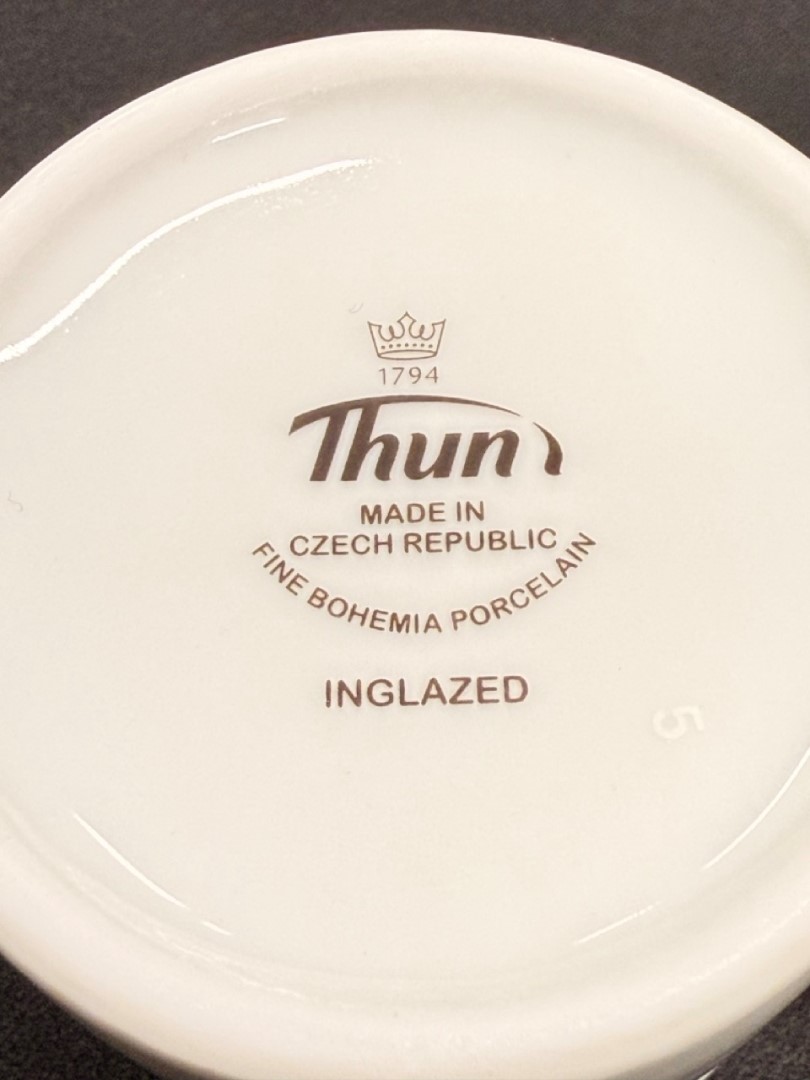 1794
Thun
MADE IN
CZECH REPUBLIC
FINE BOHEMIA PORCELAIN
INGLAZED
5